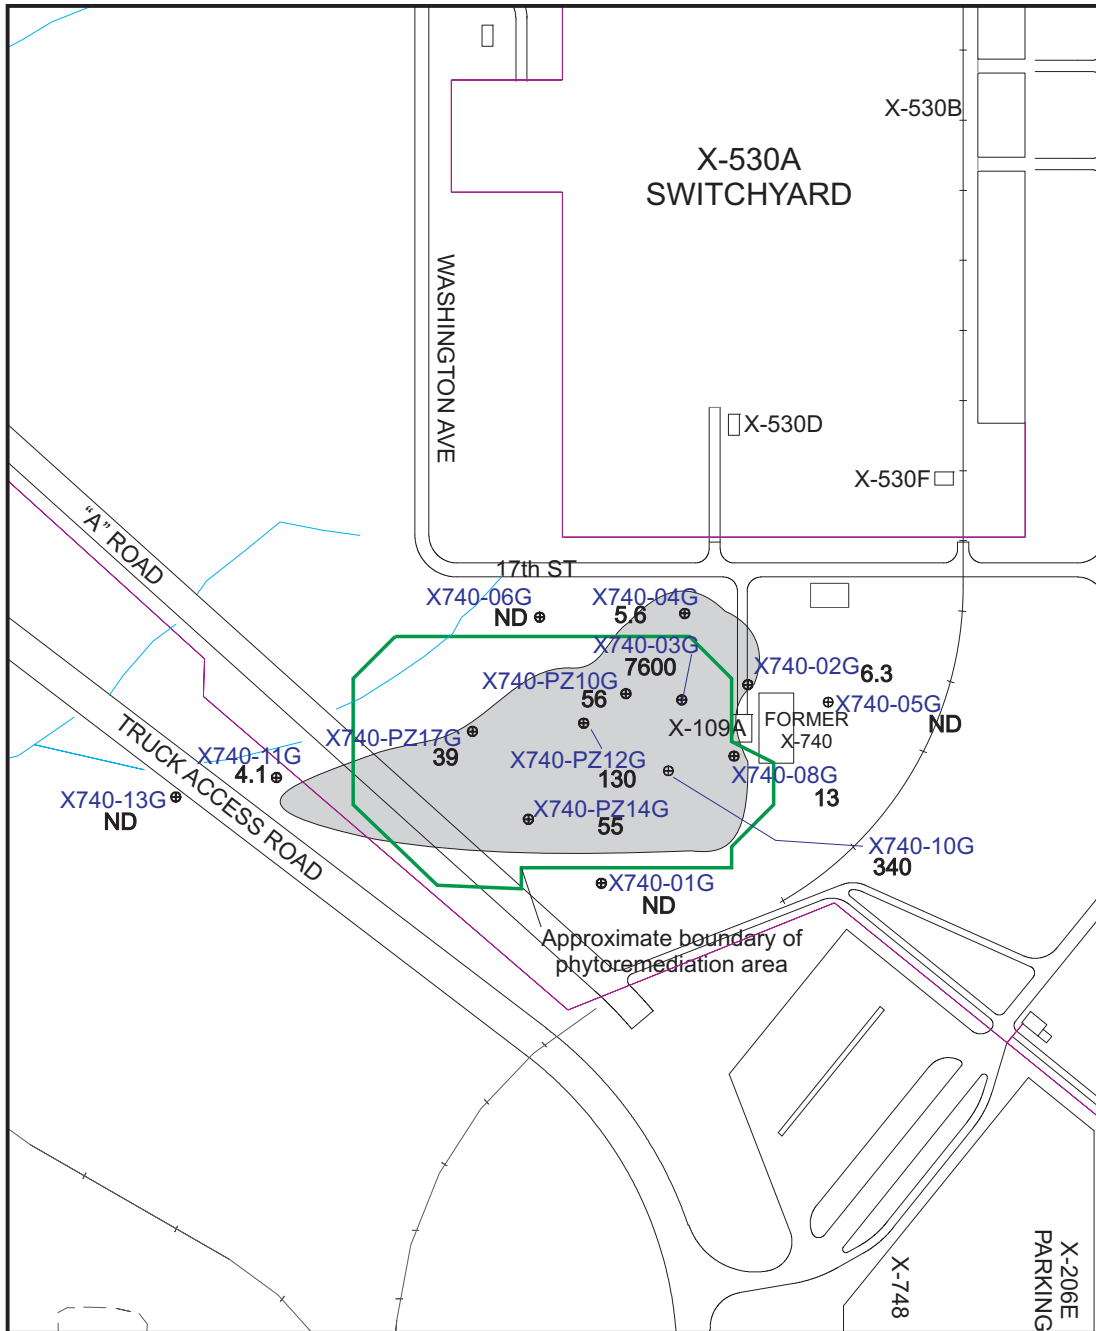 X-530B
X-530A
SWITCHYARD
WASHINGTON AVE
X-530D
X-530F
"A" ROAD
17th ST
X740-06G
ND
X740-04G
5.6
X740-03G
7600
X740-PZ10G
56
X740-02G
6.3
X740-05G
ND
X-109A
FORMER
X-740
X740-PZ17G
39
X740-PZ12G
130
X740-08G
13
X740-11G
4.1
X740-13G
ND
TRUCK ACCESS ROAD
X740-PZ14G
55
X740-10G
340
X740-01G
ND
Approximate boundary of
phytoremediation area
X-748
X-206E
PARKING